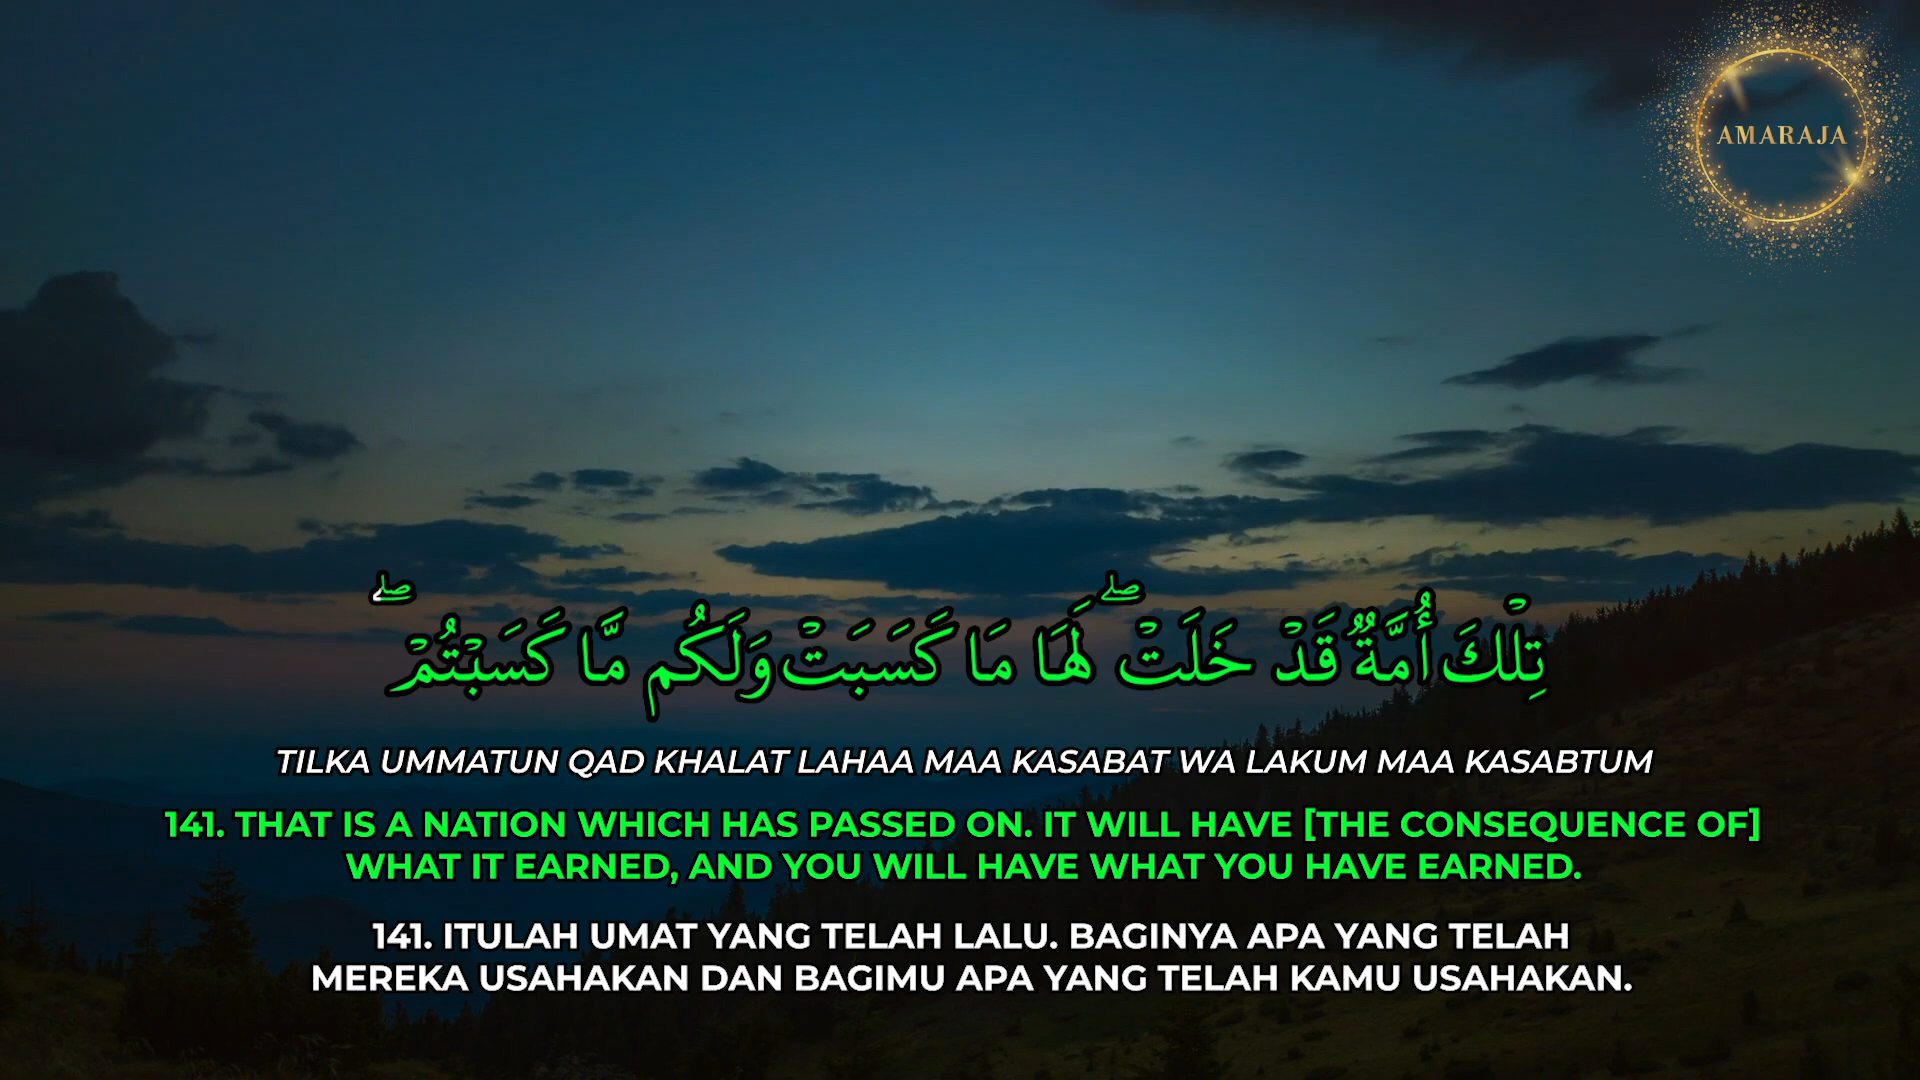 AMARAJA
تِلْكَ أُمَّةٌ قَدْ خَلَتْ ۖ لَهَا مَا كَسَبَتْ وَلَكُم مَّا كَسَبْتُمْ ۖ
TILKA UMMATUN QAD KHALAT LAHAA MAA KASABAT WA LAKUM MAA KASABTUM
141. THAT IS A NATION WHICH HAS PASSED ON. IT WILL HAVE [THE CONSEQUENCE OF]
WHAT IT EARNED, AND YOU WILL HAVE WHAT YOU HAVE EARNED.
141. ITULAH UMAT YANG TELAH LALU. BAGINYA APA YANG TELAH
MEREKA USAHAKAN DAN BAGIMU APA YANG TELAH KAMU USAHAKAN.